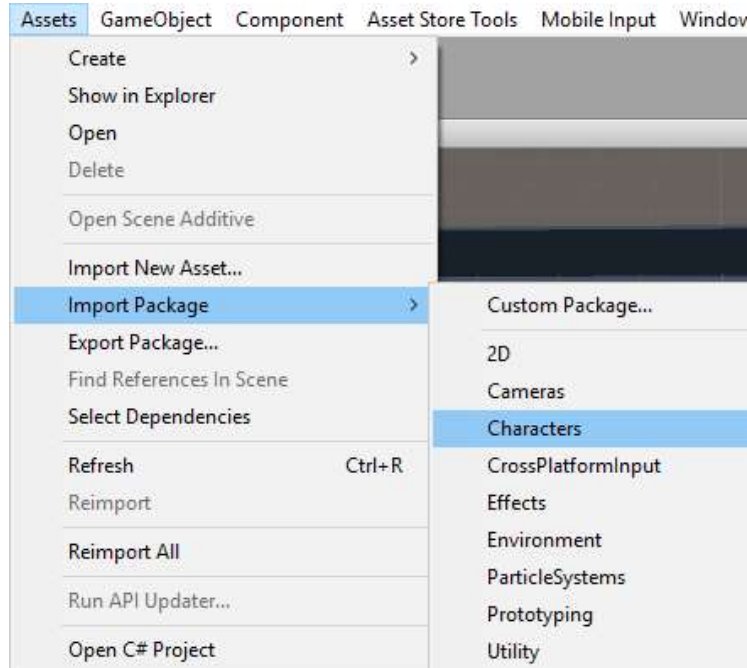 Assets GameObject Component Asset Store Tools Mobile Input Window
Create >
Show in Explorer
Open
Delete
Open Scene Additive
Import New Asset...
Import Package >
Export Package...
Find References In Scene
Select Dependencies
Refresh Ctrl+R
Reimport
Reimport All
Run API Updater...
Open C# Project
Custom Package...
2D
Cameras
Characters
CrossPlatformInput
Effects
Environment
ParticleSystems
Prototyping
Utility